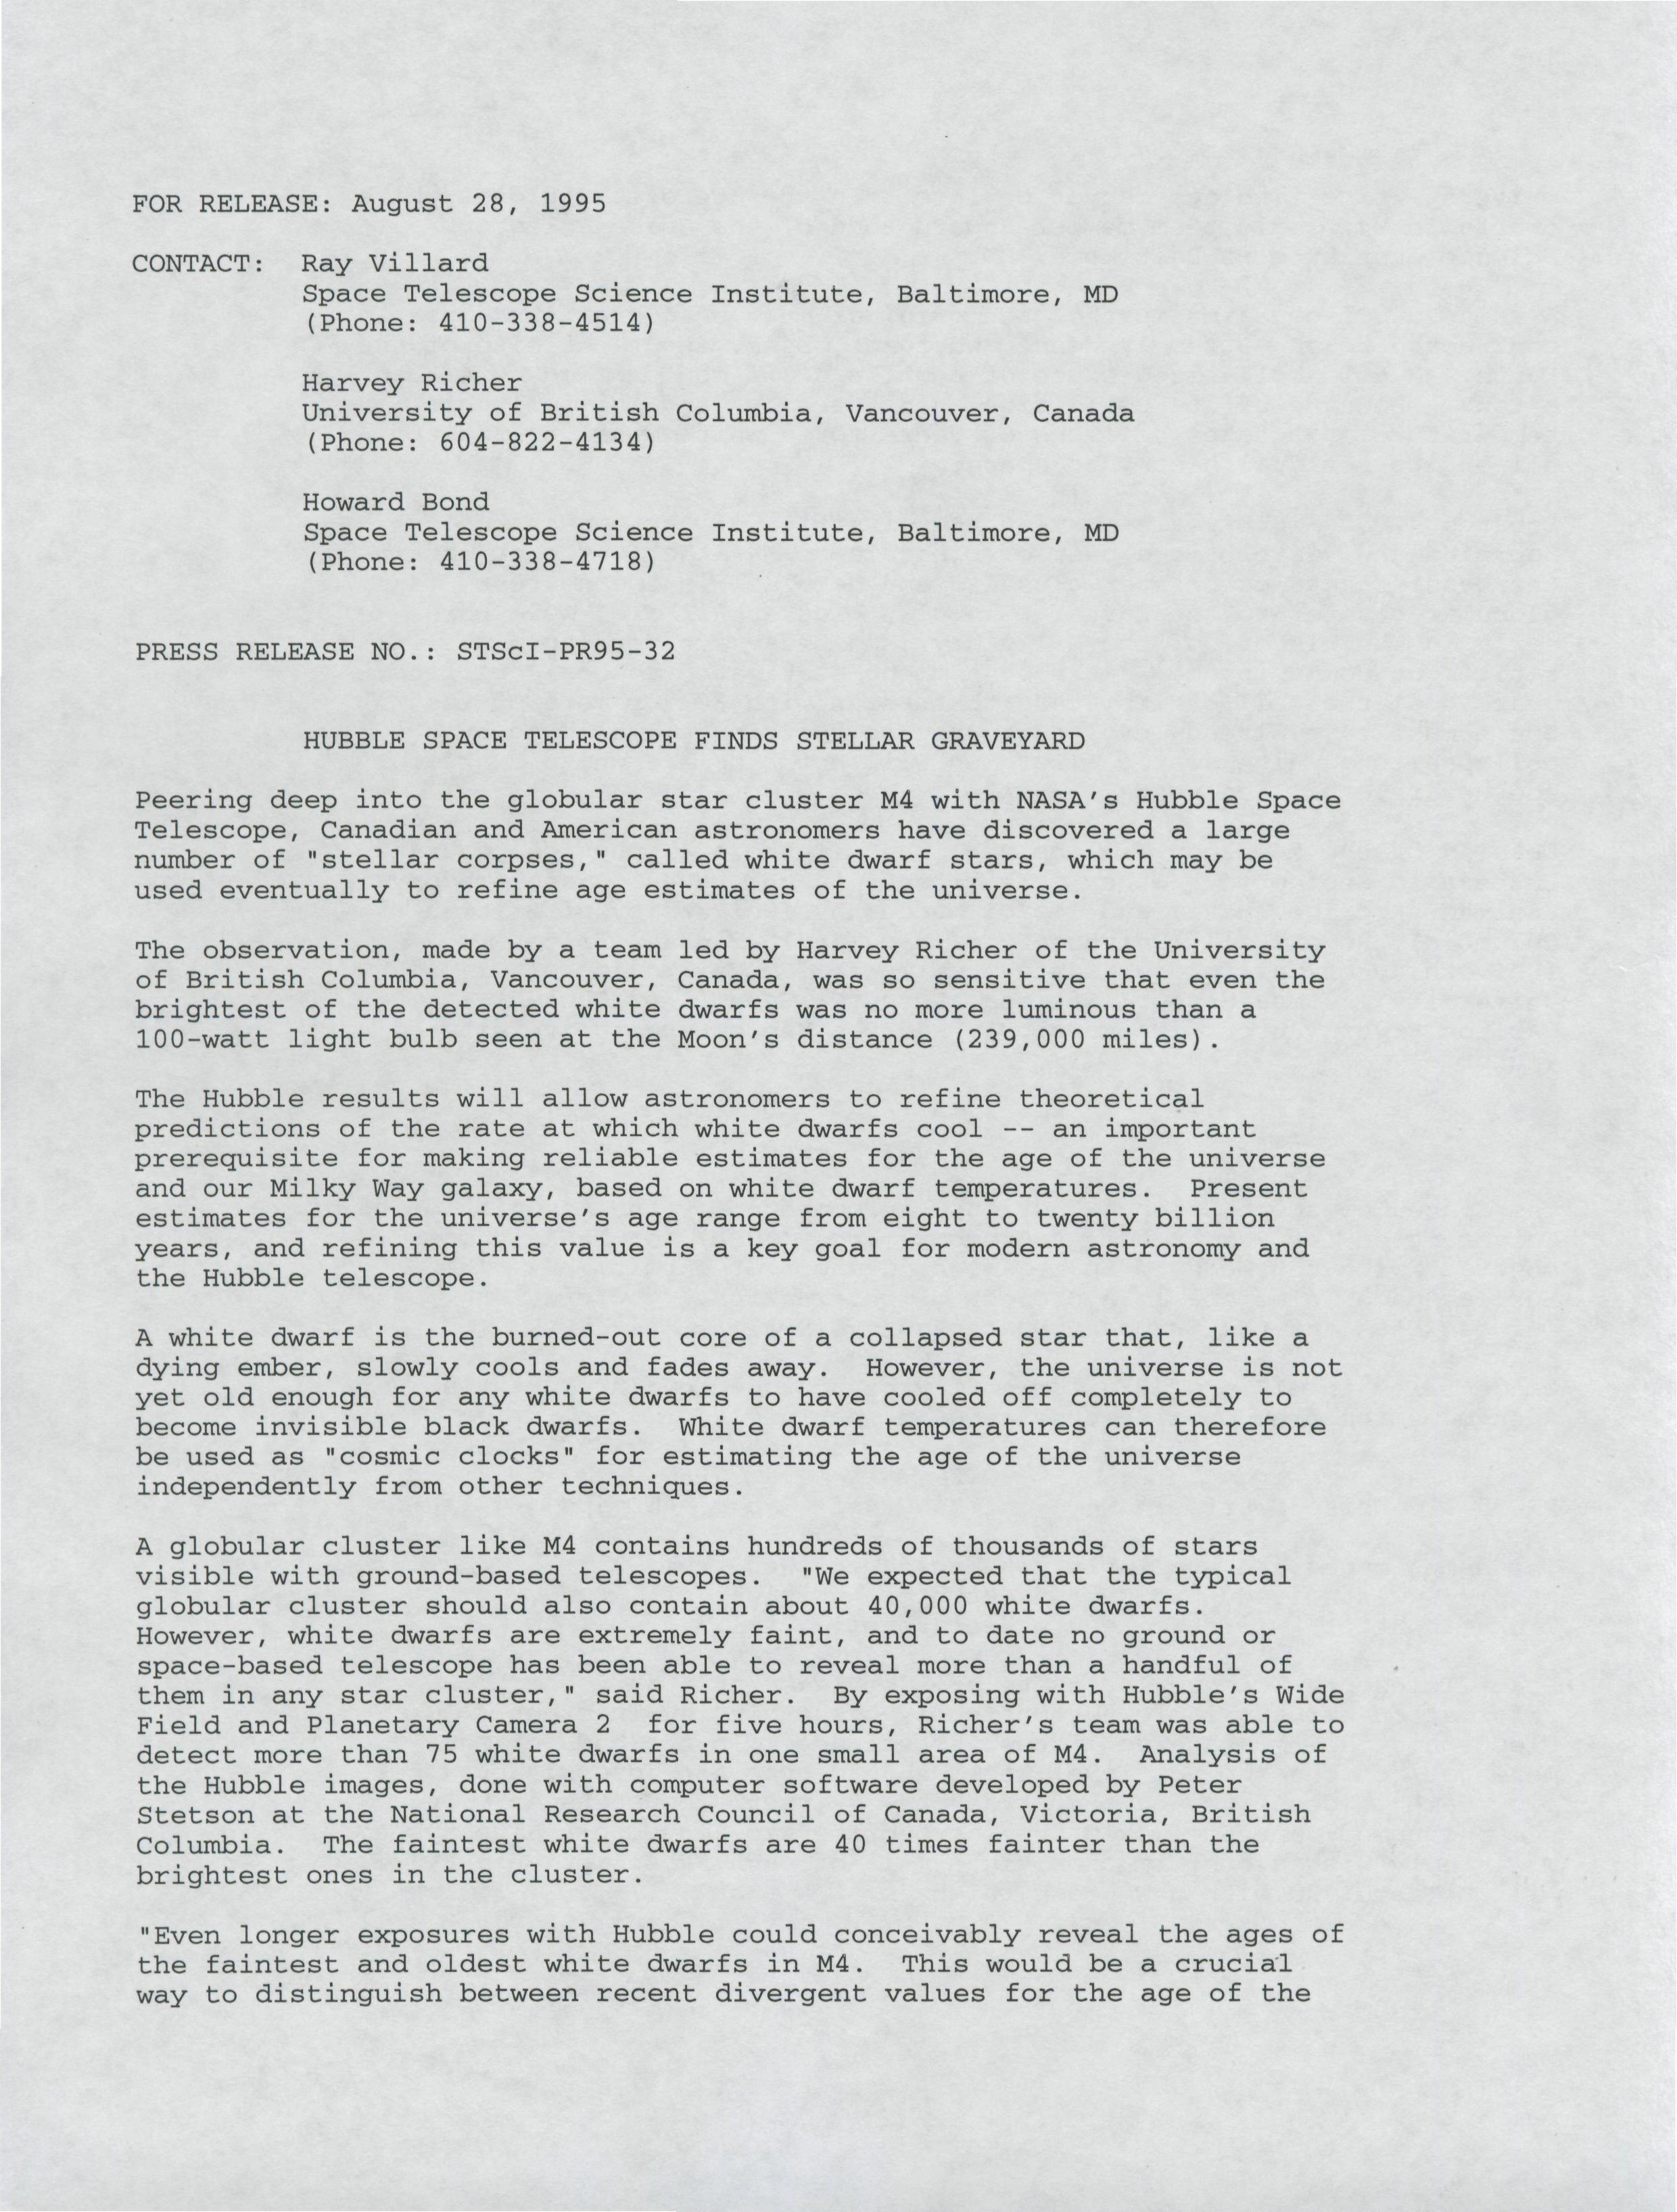 FOR RELEASE: August 28, 1995
CONTACT: Ray Villard
Space Telescope Science Institute, Baltimore, MD
(Phone: 410-338-4514)
Harvey Richer
University of British Columbia, Vancouver, Canada
(Phone: 604-822-4134)
Howard Bond
Space Telescope Science Institute, Baltimore, MD
(Phone: 410-338-4718)
PRESS RELEASE NO.: STScI-PR95-32
HUBBLE SPACE TELESCOPE FINDS STELLAR GRAVEYARD
Peering deep into the globular star cluster M4 with NASA's Hubble Space
Telescope, Canadian and American astronomers have discovered a large
number of "stellar corpses," called white dwarf stars, which may be
used eventually to refine age estimates of the universe.
The observation, made by a team led by Harvey Richer of the University
of British Columbia, Vancouver, Canada, was so sensitive that even the
brightest of the detected white dwarfs was no more luminous than a
100-watt light bulb seen at the Moon's distance (239,000 miles).
The Hubble results will allow astronomers to refine theoretical
predictions of the rate at which white dwarfs cool -- an important
prerequisite for making reliable estimates for the age of the universe
and our Milky Way galaxy, based on white dwarf temperatures. Present
estimates for the universe's age range from eight to twenty billion
years, and refining this value is a key goal for modern astronomy and
the Hubble telescope.
A white dwarf is the burned-out core of a collapsed star that, like a
dying ember, slowly cools and fades away. However, the universe is not
yet old enough for any white dwarfs to have cooled off completely to
become invisible black dwarfs. White dwarf temperatures can therefore
be used as "cosmic clocks" for estimating the age of the universe
independently from other techniques.
A globular cluster like M4 contains hundreds of thousands of stars
visible with ground-based telescopes. "We expected that the typical
globular cluster should also contain about 40,000 white dwarfs.
However, white dwarfs are extremely faint, and to date no ground or
space-based telescope has been able to reveal more than a handful of
them in any star cluster," said Richer. By exposing with Hubble's Wide
Field and Planetary Camera 2 for five hours, Richer's team was able to
detect more than 75 white dwarfs in one small area of M4. Analysis of
the Hubble images, done with computer software developed by Peter
Stetson at the National Research Council of Canada, Victoria, British
Columbia. The faintest white dwarfs are 40 times fainter than the
brightest ones in the cluster.
"Even longer exposures with Hubble could conceivably reveal the ages of
the faintest and oldest white dwarfs in M4. This would be a crucial
way to distinguish between recent divergent values for the age of the